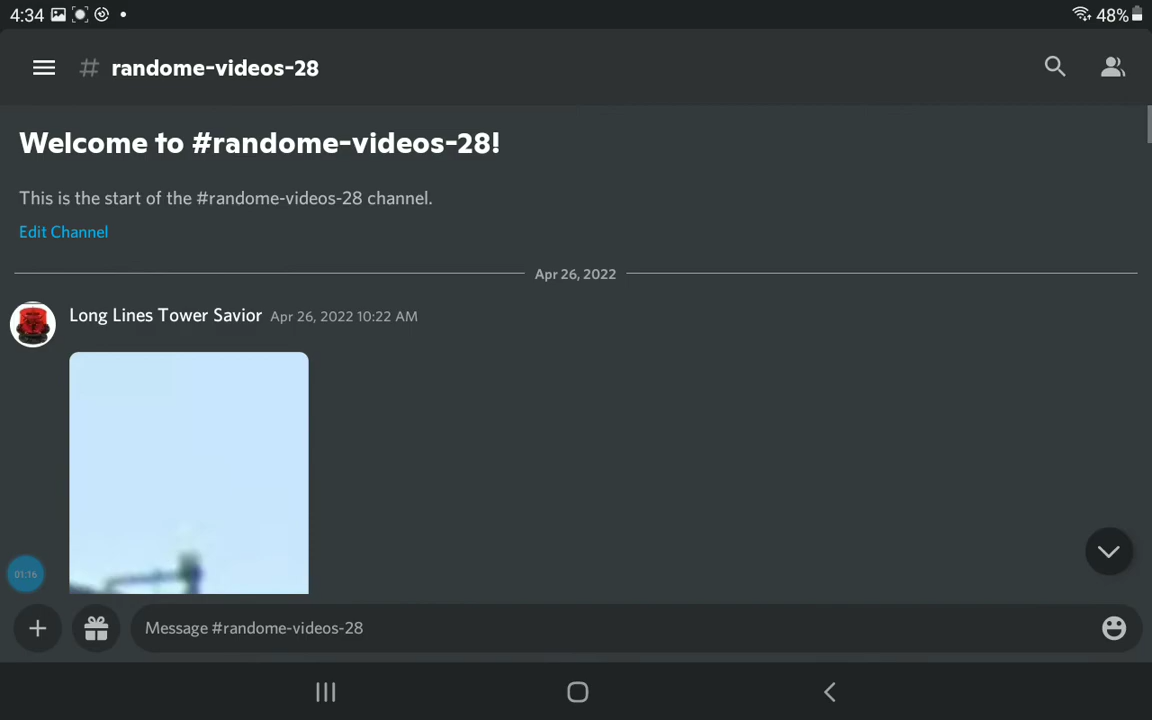 4:34
48%
# randome-videos-28
Welcome to #randome-videos-28!
This is the start of the #randome-videos-28 channel.
Edit Channel
Apr 26, 2022
Long Lines Tower Savior Apr 26, 2022 10:22 AM
01:16
Message #randome-videos-28